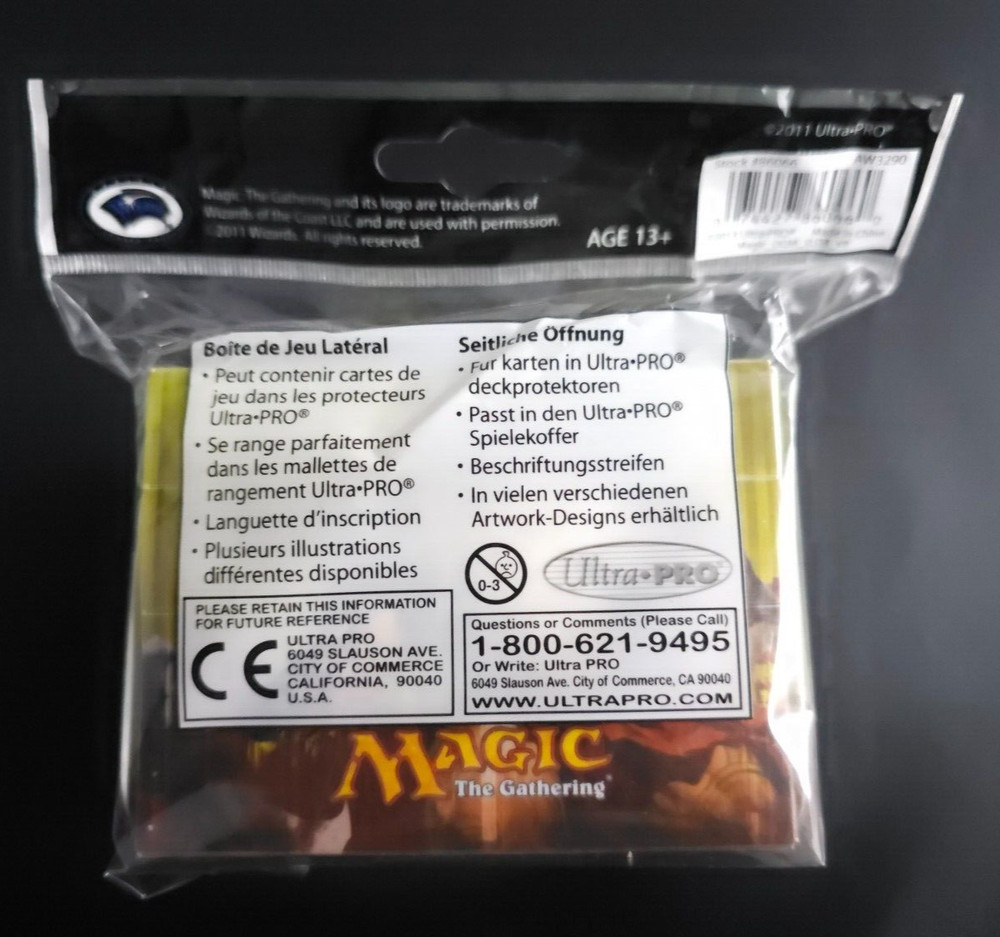 ©2011 Ultra•PRO®
AW3290
Magic, The Gathering and its logo are trademarks of
Wizards of the Coast LLC and are used with permission.
©2011 Wizards. All rights reserved.
AGE 13+
Boîte de Jeu Latéral
• Peut contenir cartes de
jeu dans les protecteurs
Ultra•PRO®
• Se range parfaitement
dans les mallettes de
rangement Ultra•PRO®
• Languette d'inscription
• Plusieurs illustrations
différentes disponibles
Seitliche Öffnung
• Fur karten in Ultra•PRO®
deckprotektoren
• Passt in den Ultra•PRO®
Spielekoffer
• Beschriftungsstreifen
• In vielen verschiedenen
Artwork-Designs erhältlich
0-3
Ultra•PRO
PLEASE RETAIN THIS INFORMATION
FOR FUTURE REFERENCE
CE
ULTRA PRO
6049 SLAUSON AVE.
CITY OF COMMERCE
CALIFORNIA, 90040
U.S.A.
Questions or Comments (Please Call)
1-800-621-9495
Or Write: Ultra PRO
6049 Slauson Ave. City of Commerce, CA 90040
WWW.ULTRAPRO.COM
MAGIC
The Gathering®